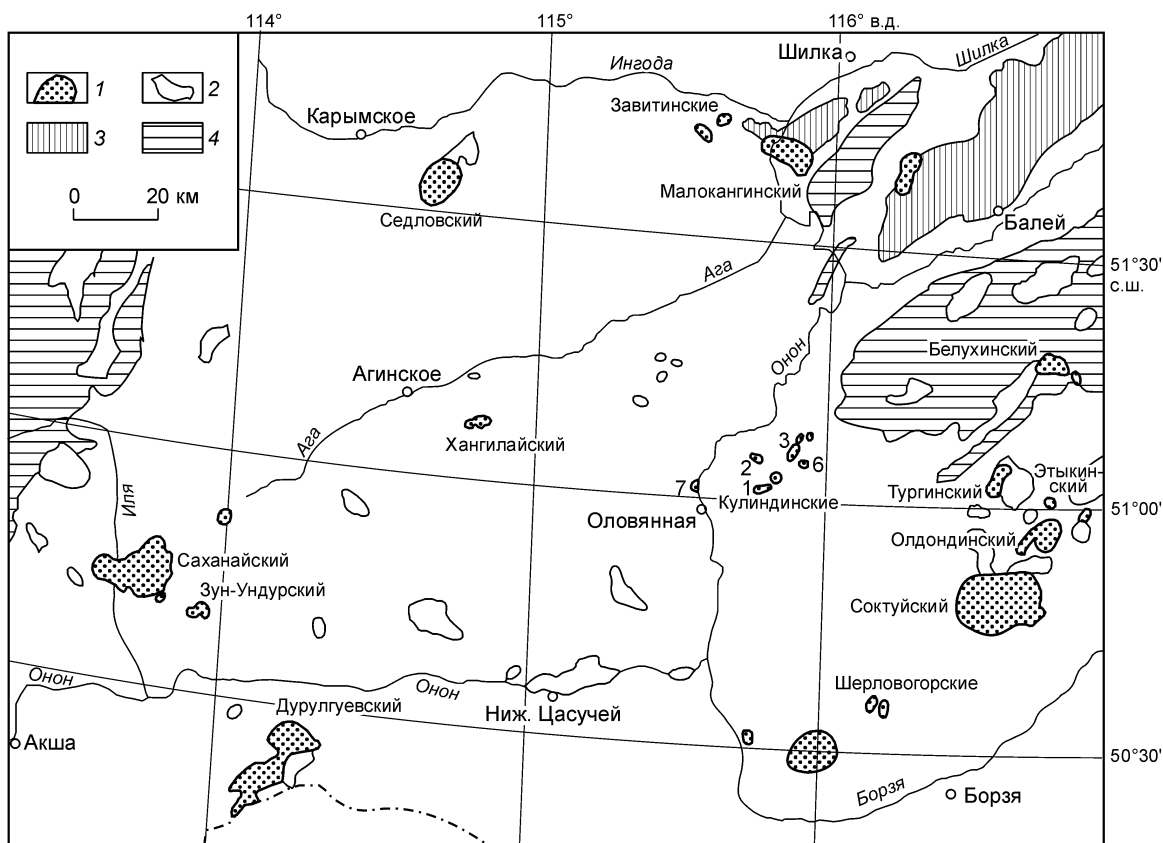 114°
115°
116° в.д.
1
2
3
4
0
20 км
Ингода
Шилка
Шилка
Завитинские
Карымское
Малокангинский
Седловский
Балей
Ага
51°30'
с.ш.
Онон
Белухинский
Агинское
Хангилайский
Ага
3
2
6
7
1
Кулиндинские
Тургинский
Этыкин-
ский
51°00'
Иля
Оловянная
Олдондинский
Саханайский
Зун-Ундурский
Соктуйский
Онон
Онон
Дурулгуевский
Шерловогорские
Ниж. Цасучей
Акша
50°30'
Борзя
Борзя